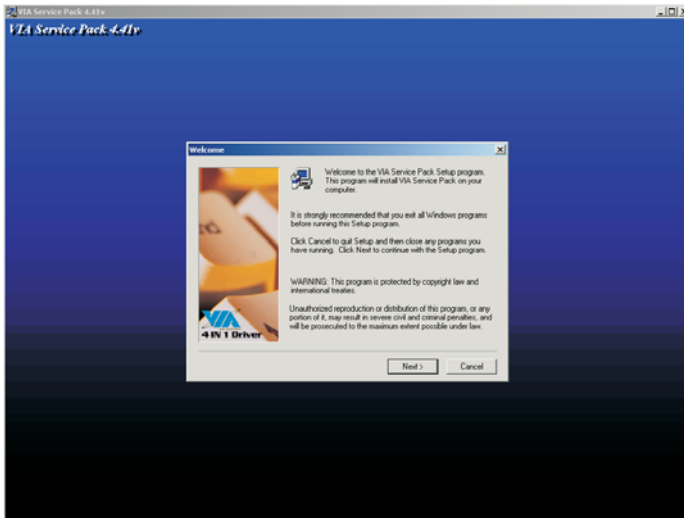 VIA Service Pack 4.41v
VIA Service Pack 4.41v
Welcome
Welcome to the VIA Service Pack Setup program.
This program will install VIA Service Pack on your
computer.
It is strongly recommended that you exit all Windows programs
before running this Setup program.
Click Cancel to quit Setup and then close any programs you
have running. Click Next to continue with the Setup program.
WARNING: This program is protected by copyright law and
international treaties.
Unauthorized reproduction or distribution of this program, or any
portion of it, may result in severe civil and criminal penalties, and
will be prosecuted to the maximum extent possible under law.
VIA
4 IN 1 Driver
Next >
Cancel